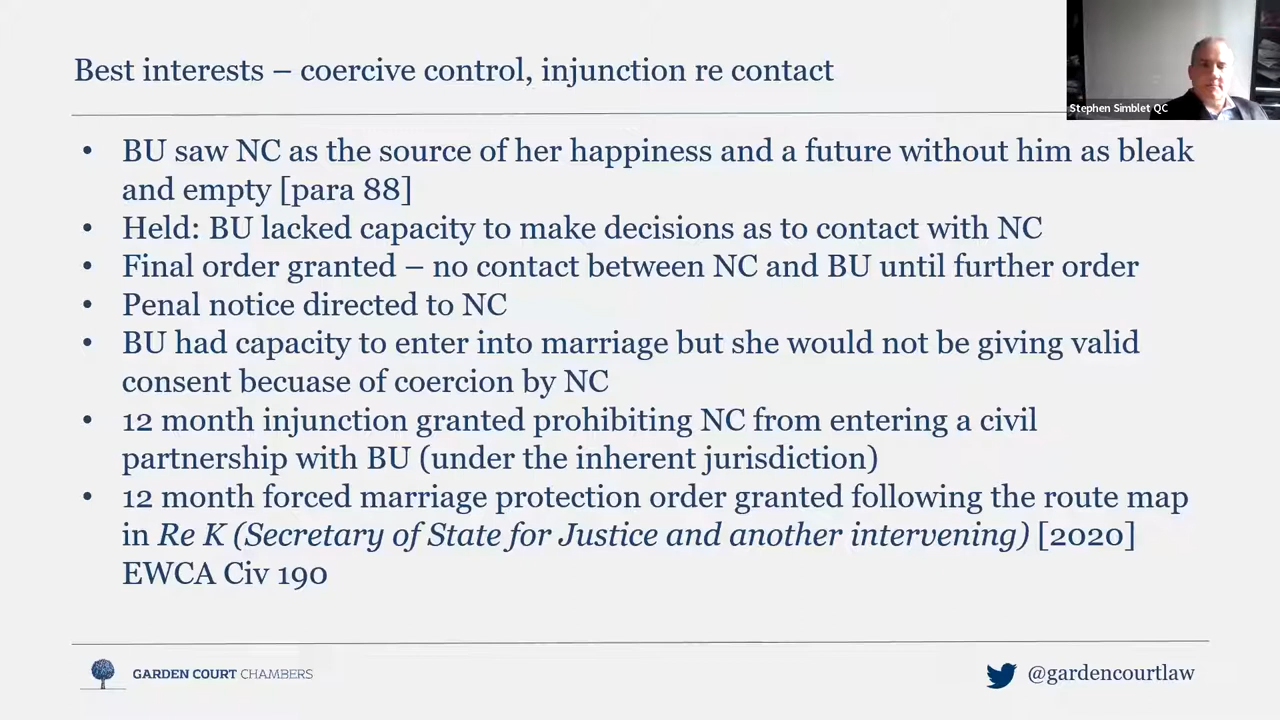 Best interests – coercive control, injunction re contact
Stephen Simblet QC
• BU saw NC as the source of her happiness and a future without him as bleak
and empty [para 88]
• Held: BU lacked capacity to make decisions as to contact with NC
• Final order granted – no contact between NC and BU until further order
• Penal notice directed to NC
• BU had capacity to enter into marriage but she would not be giving valid
consent becuase of coercion by NC
• 12 month injunction granted prohibiting NC from entering a civil
partnership with BU (under the inherent jurisdiction)
• 12 month forced marriage protection order granted following the route map
in Re K (Secretary of State for Justice and another intervening) [2020]
EWCA Civ 190
GARDEN COURT CHAMBERS
@gardencourtlaw